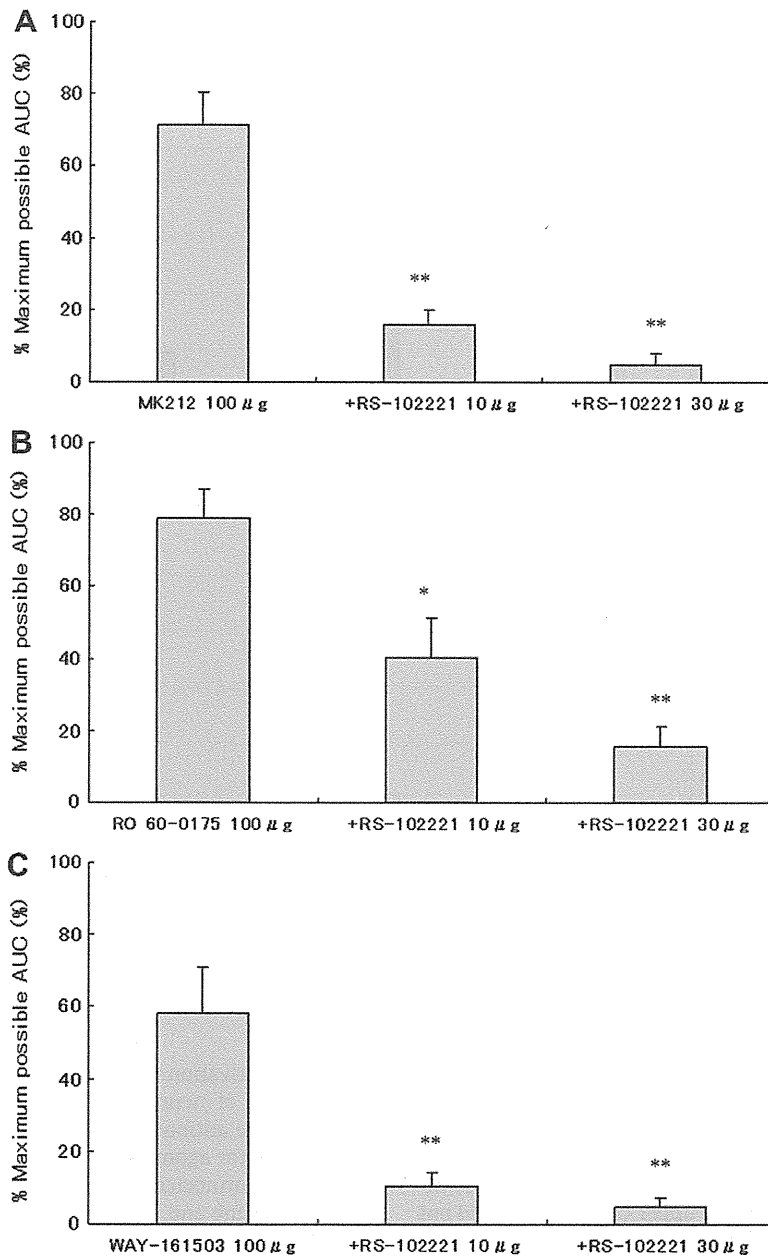 A
% Maximum possible AUC (%)
100
80
60
40
20
0
**
**
MK212 100 μg
+RS-102221 10 μg
+RS-102221 30 μg
B
% Maximum possible AUC (%)
100
80
60
40
20
0
*
**
RO 60-0175 100 μg
+RS-102221 10 μg
+RS-102221 30 μg
C
% Maximum possible AUC (%)
100
80
60
40
20
0
**
**
WAY-161503 100 μg
+RS-102221 10 μg
+RS-102221 30 μg